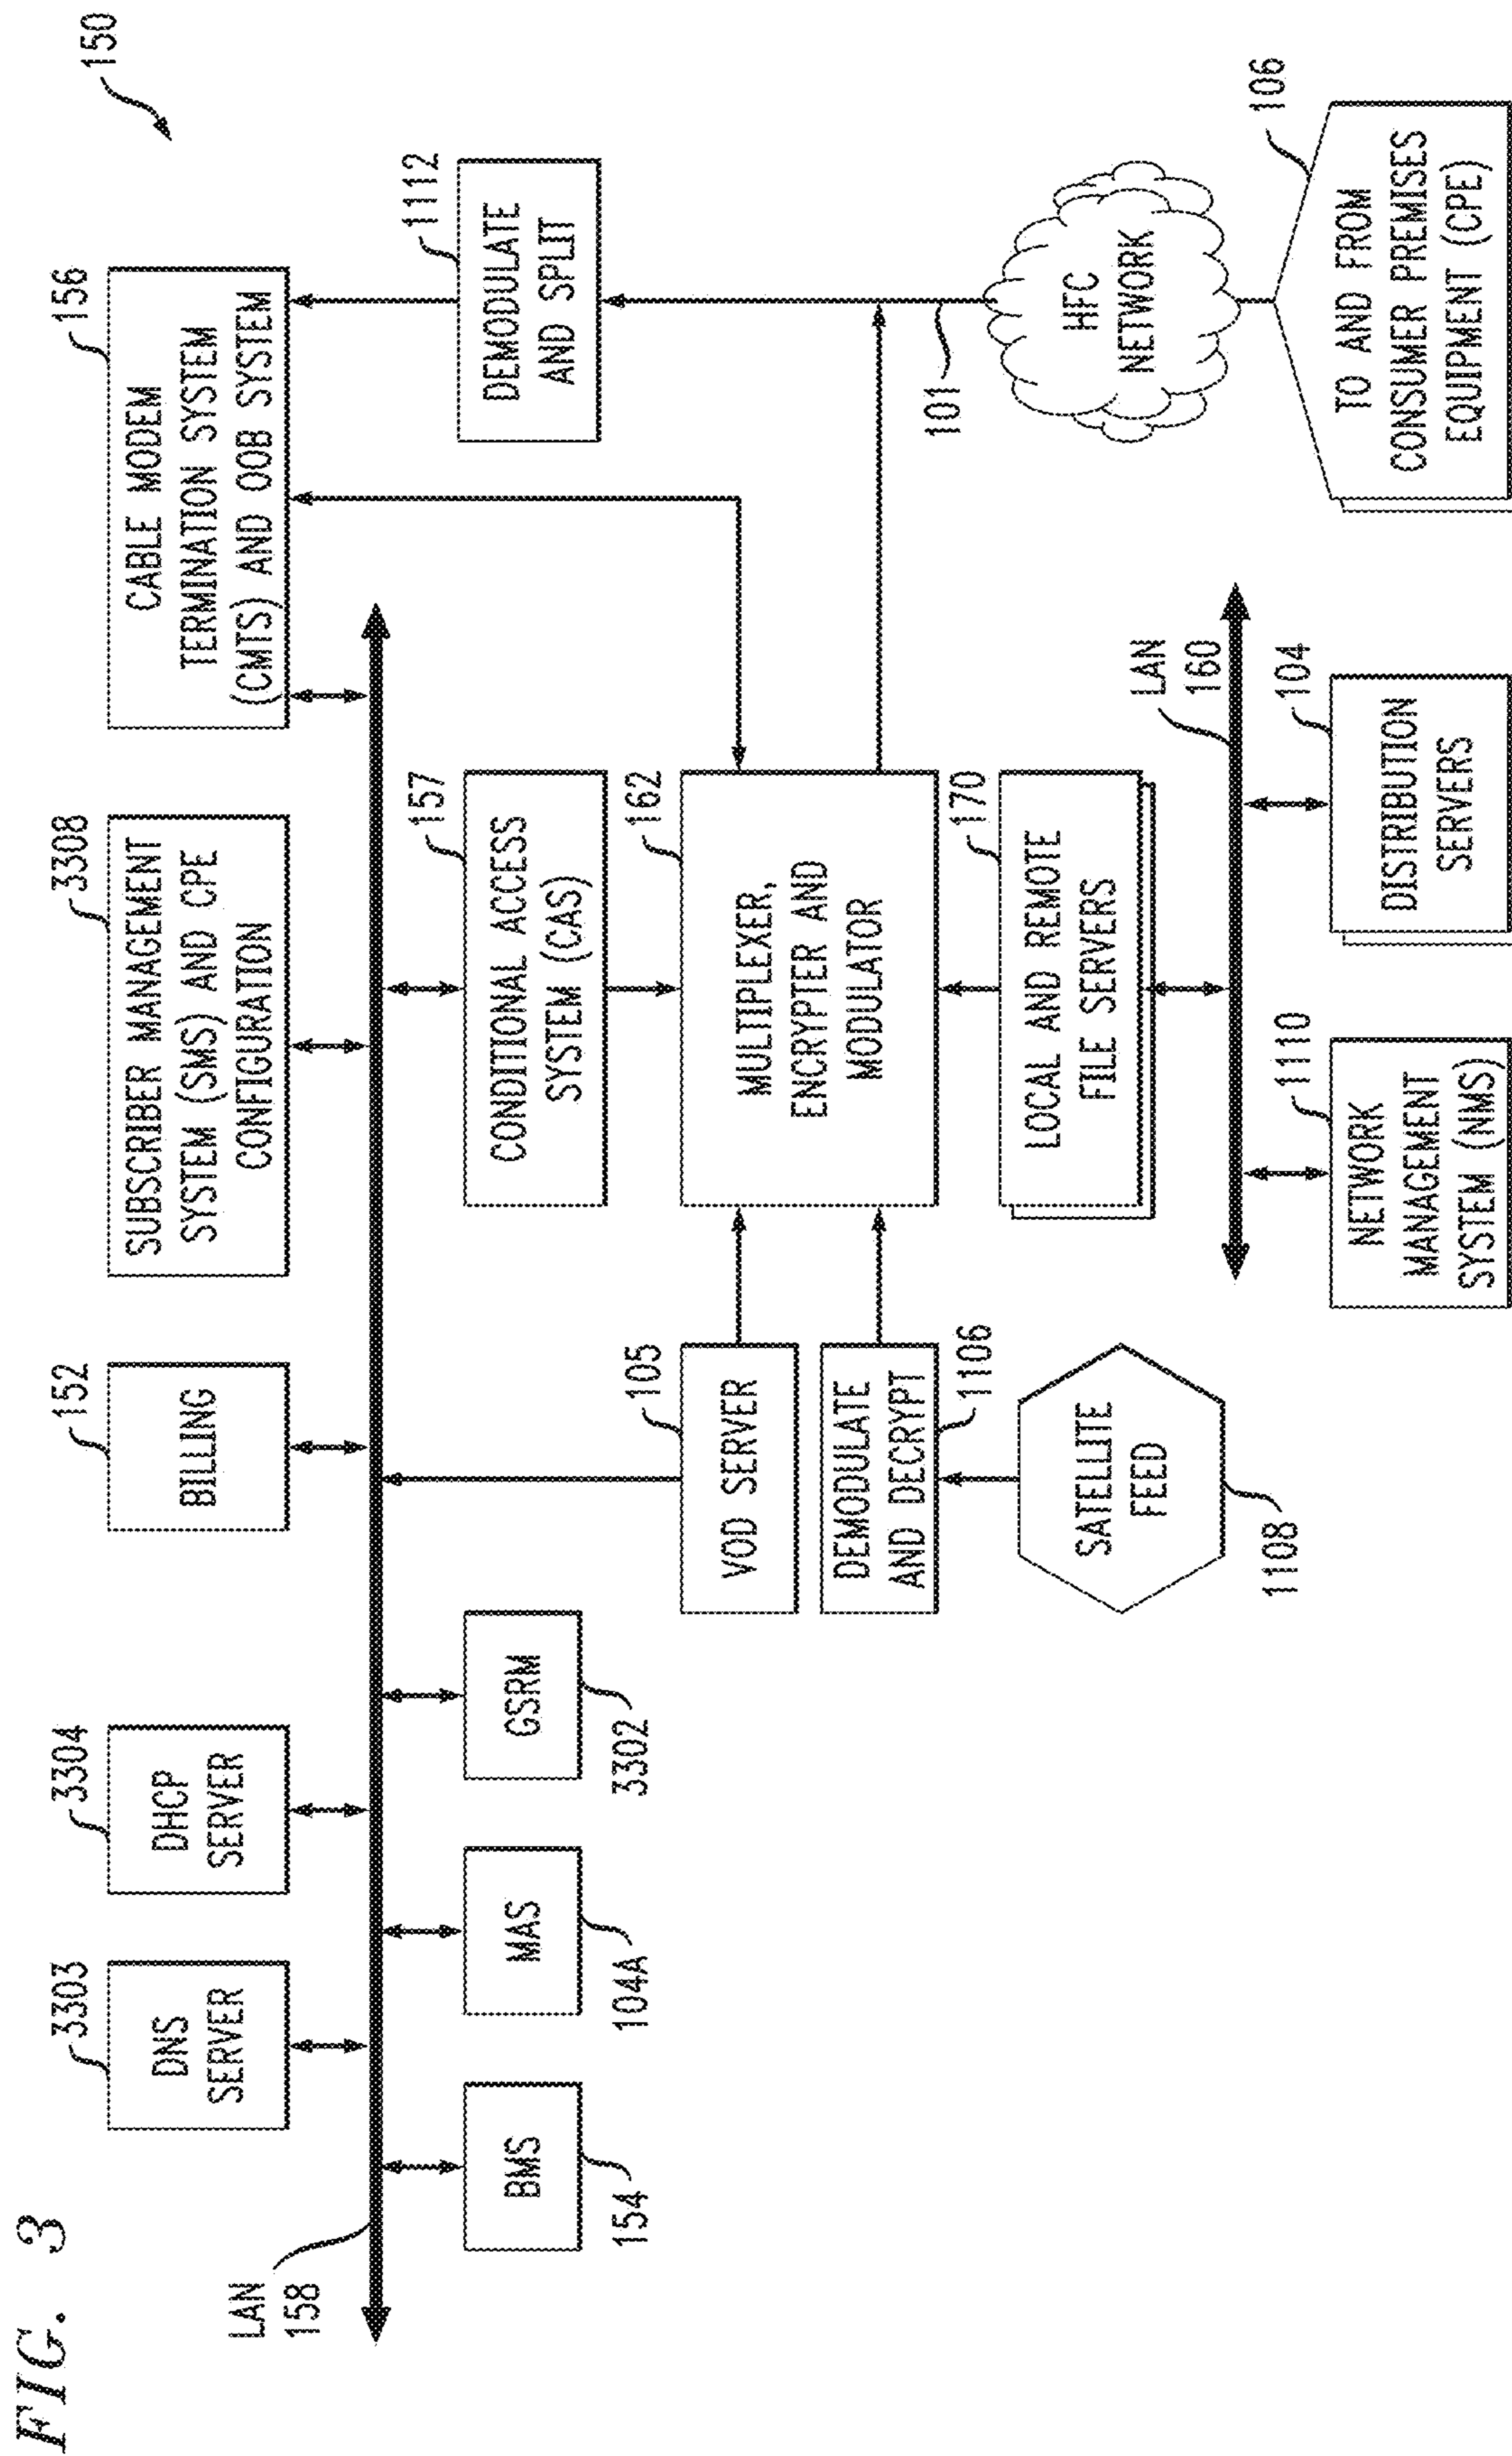 FIG. 3
150
3303
DNS
SERVER
3304
DHCP
SERVER
152
BILLING
3308
SUBSCRIBER MANAGEMENT
SYSTEM (SMS) AND CPE
CONFIGURATION
156
CABLE MODEM
TERMINATION SYSTEM
(CMTS) AND OOB SYSTEM
LAN
158
BMS
154
MAS
104A
GSRM
3302
157
CONDITIONAL ACCESS
SYSTEM (CAS)
1112
DEMODULATE
AND SPLIT
105
VOD SERVER
162
MULTIPLEXER,
ENCRYPTER AND
MODULATOR
DEMODULATE
AND DECRYPT
1106
101
SATELLITE
FEED
1108
170
LOCAL AND REMOTE
FILE SERVERS
HFC
NETWORK
LAN
160
1110
NETWORK
MANAGEMENT
SYSTEM (NMS)
104
DISTRIBUTION
SERVERS
106
TO AND FROM
CONSUMER PREMISES
EQUIPMENT (CPE)